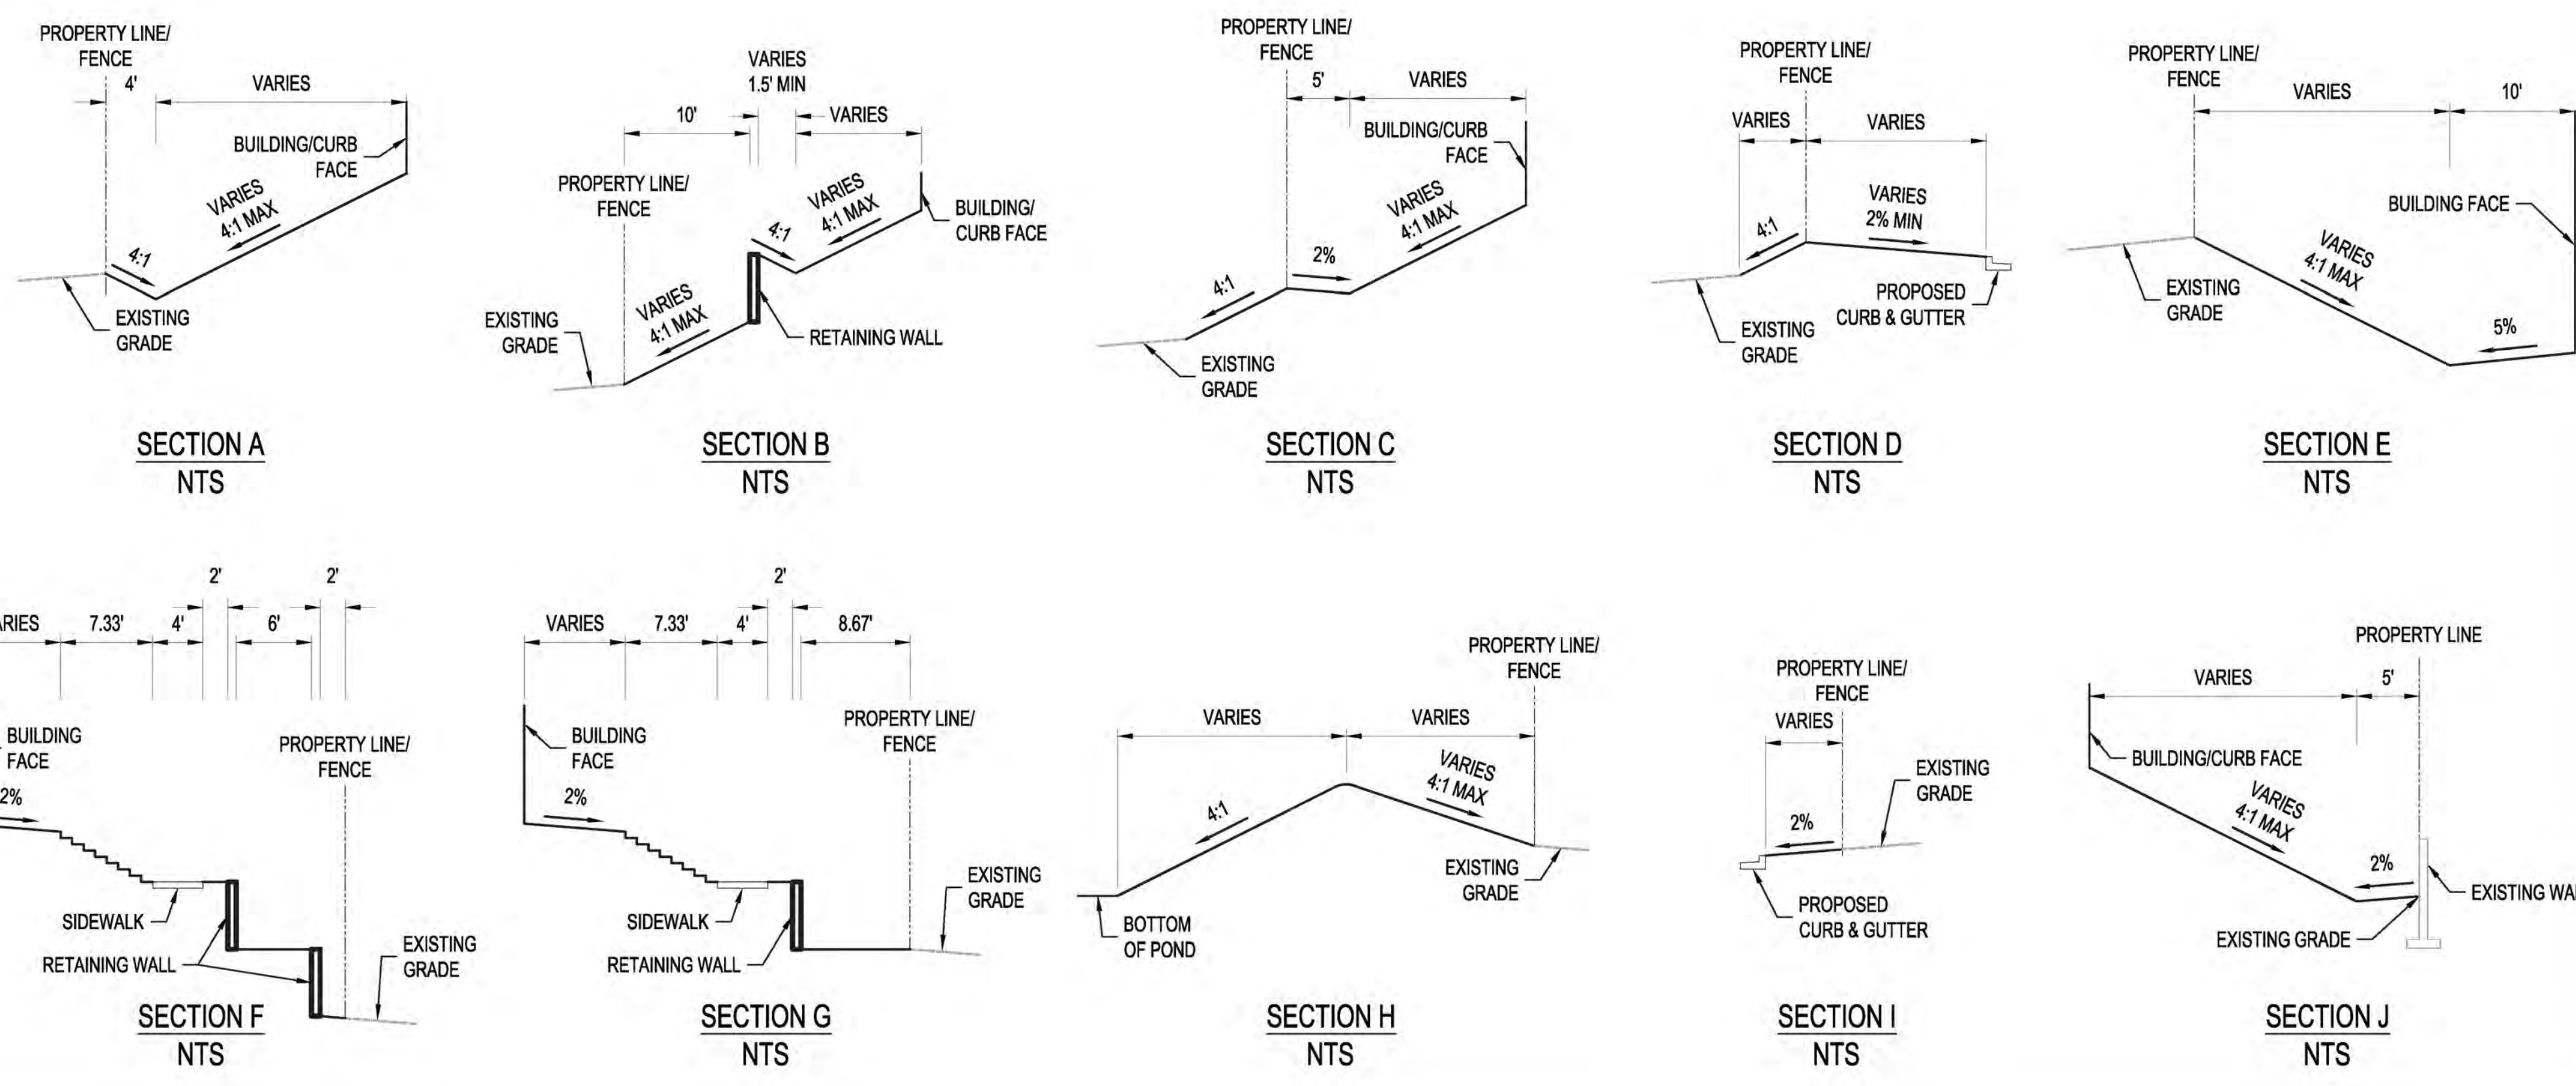 PROPERTY LINE/
FENCE
4'
VARIES
BUILDING/CURB
FACE
VARIES
4:1 MAX
4:1
EXISTING
GRADE
SECTION A
NTS
VARIES
1.5' MIN
10'
VARIES
PROPERTY LINE/
FENCE
4:1
VARIES
4:1 MAX
BUILDING/
CURB FACE
VARIES
4:1 MAX
EXISTING
GRADE
RETAINING WALL
SECTION B
NTS
PROPERTY LINE/
FENCE
5'
VARIES
BUILDING/CURB
FACE
VARIES
4:1 MAX
2%
4:1
EXISTING
GRADE
SECTION C
NTS
PROPERTY LINE/
FENCE
VARIES
VARIES
4:1
VARIES
2% MIN
PROPOSED
CURB & GUTTER
EXISTING
GRADE
SECTION D
NTS
PROPERTY LINE/
FENCE
VARIES
10'
BUILDING FACE
VARIES
4:1 MAX
EXISTING
GRADE
5%
SECTION E
NTS
2'
2'
RIES
7.33'
4'
6'
BUILDING
FACE
PROPERTY LINE/
FENCE
2%
SIDEWALK
RETAINING WALL
EXISTING
GRADE
SECTION F
NTS
2'
VARIES
7.33'
4'
8.67'
BUILDING
FACE
PROPERTY LINE/
FENCE
2%
SIDEWALK
RETAINING WALL
EXISTING
GRADE
SECTION G
NTS
PROPERTY LINE/
FENCE
VARIES
VARIES
4:1
VARIES
4:1 MAX
BOTTOM
OF POND
EXISTING
GRADE
SECTION H
NTS
PROPERTY LINE/
FENCE
VARIES
EXISTING
GRADE
2%
PROPOSED
CURB & GUTTER
SECTION I
NTS
PROPERTY LINE
VARIES
5'
BUILDING/CURB FACE
VARIES
4:1 MAX
2%
EXISTING WA
EXISTING GRADE
SECTION J
NTS